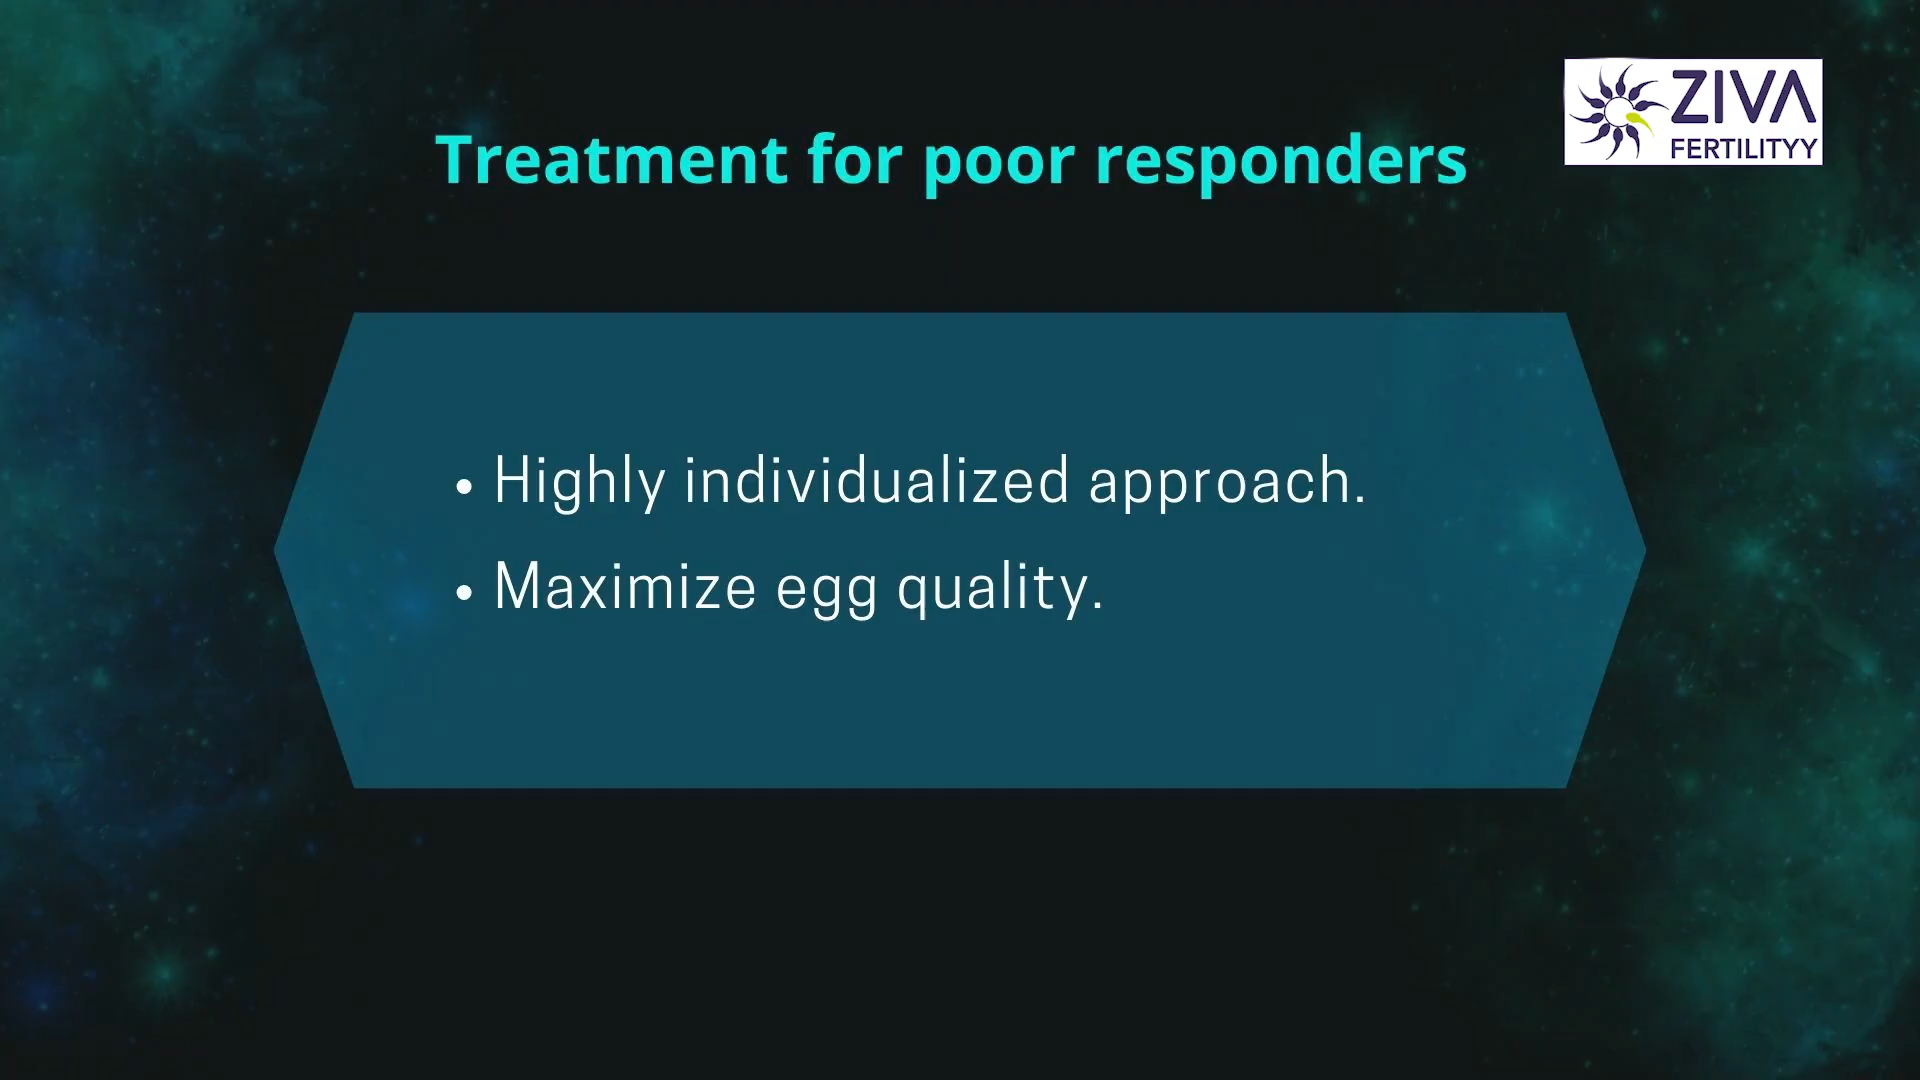 ZIVA
FERTILITYY
Treatment for poor responders
• Highly individualized approach.
• Maximize egg quality.